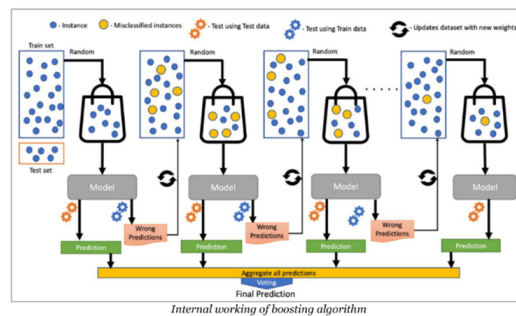 - Instance
- Misclassified instances
- Test using Test data
- Test using Train data
- Updates dataset with new weights
Train set
Random
Random
Random
Random
Test set
Model
Model
Model
Model
Wrong
Predictions
Wrong
Predictions
Wrong
Predictions
Prediction
Prediction
Prediction
Prediction
Aggregate all predictions
Voting
Final Prediction
Internal working of boosting algorithm